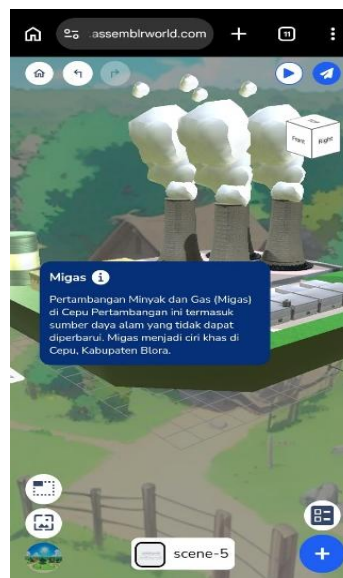 .assemblrworld.com
11
Front
Right
Migas i
Pertambangan Minyak dan Gas (Migas)
di Cepu Pertambangan ini termasuk
sumber daya alam yang tidak dapat
diperbarui. Migas menjadi ciri khas di
Cepu, Kabupaten Blora.
scene-5